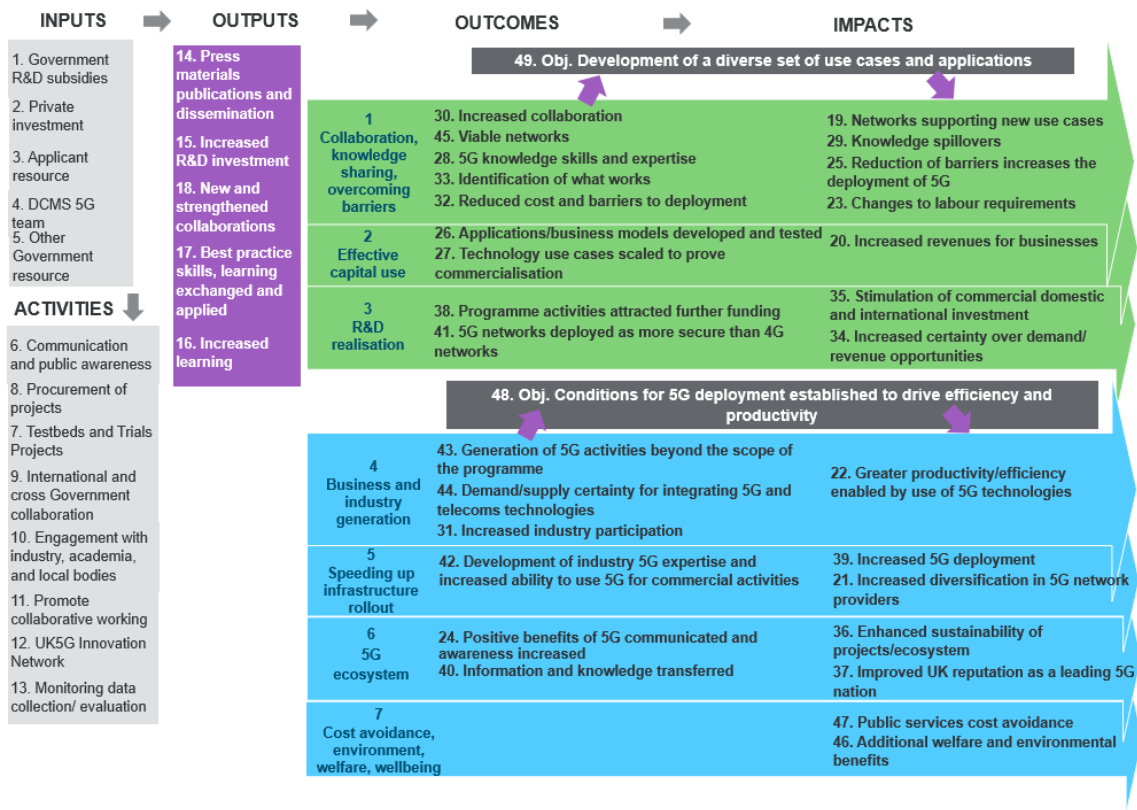 INPUTS
OUTPUTS
OUTCOMES
IMPACTS
1. Government
R&D subsidies
2. Private
investment
3. Applicant
resource
4. DCMS 5G
team
5. Other
Government
resource
ACTIVITIES
6. Communication
and public awareness
8. Procurement of
projects
7. Testbeds and Trials
Projects
9. International and
cross Government
collaboration
10. Engagement with
industry, academia,
and local bodies
11. Promote
collaborative working
12. UK5G Innovation
Network
13. Monitoring data
collection/ evaluation
14. Press
materials
publications and
dissemination
15. Increased
R&D investment
18. New and
strengthened
collaborations
17. Best practice
skills, learning
exchanged and
applied
16. Increased
learning
49. Obj. Development of a diverse set of use cases and applications
1
Collaboration,
knowledge
sharing,
overcoming
barriers
30. Increased collaboration
45. Viable networks
28. 5G knowledge skills and expertise
33. Identification of what works
32. Reduced cost and barriers to deployment
19. Networks supporting new use cases
29. Knowledge spillovers
25. Reduction of barriers increases the
deployment of 5G
23. Changes to labour requirements
2
Effective
capital use
26. Applications/business models developed and tested
27. Technology use cases scaled to prove
commercialisation
20. Increased revenues for businesses
3
R&D
realisation
38. Programme activities attracted further funding
41. 5G networks deployed as more secure than 4G
networks
35. Stimulation of commercial domestic
and international investment
34. Increased certainty over demand/
revenue opportunities
48. Obj. Conditions for 5G deployment established to drive efficiency and
productivity
4
Business and
industry
generation
43. Generation of 5G activities beyond the scope of
the programme
44. Demand/supply certainty for integrating 5G and
telecoms technologies
31. Increased industry participation
22. Greater productivity/efficiency
enabled by use of 5G technologies
5
Speeding up
infrastructure
rollout
42. Development of industry 5G expertise and
increased ability to use 5G for commercial activities
39. Increased 5G deployment
21. Increased diversification in 5G network
providers
6
5G
ecosystem
24. Positive benefits of 5G communicated and
awareness increased
40. Information and knowledge transferred
36. Enhanced sustainability of
projects/ecosystem
37. Improved UK reputation as a leading 5G
nation
7
Cost avoidance,
environment,
welfare, wellbeing
47. Public services cost avoidance
46. Additional welfare and environmental
benefits